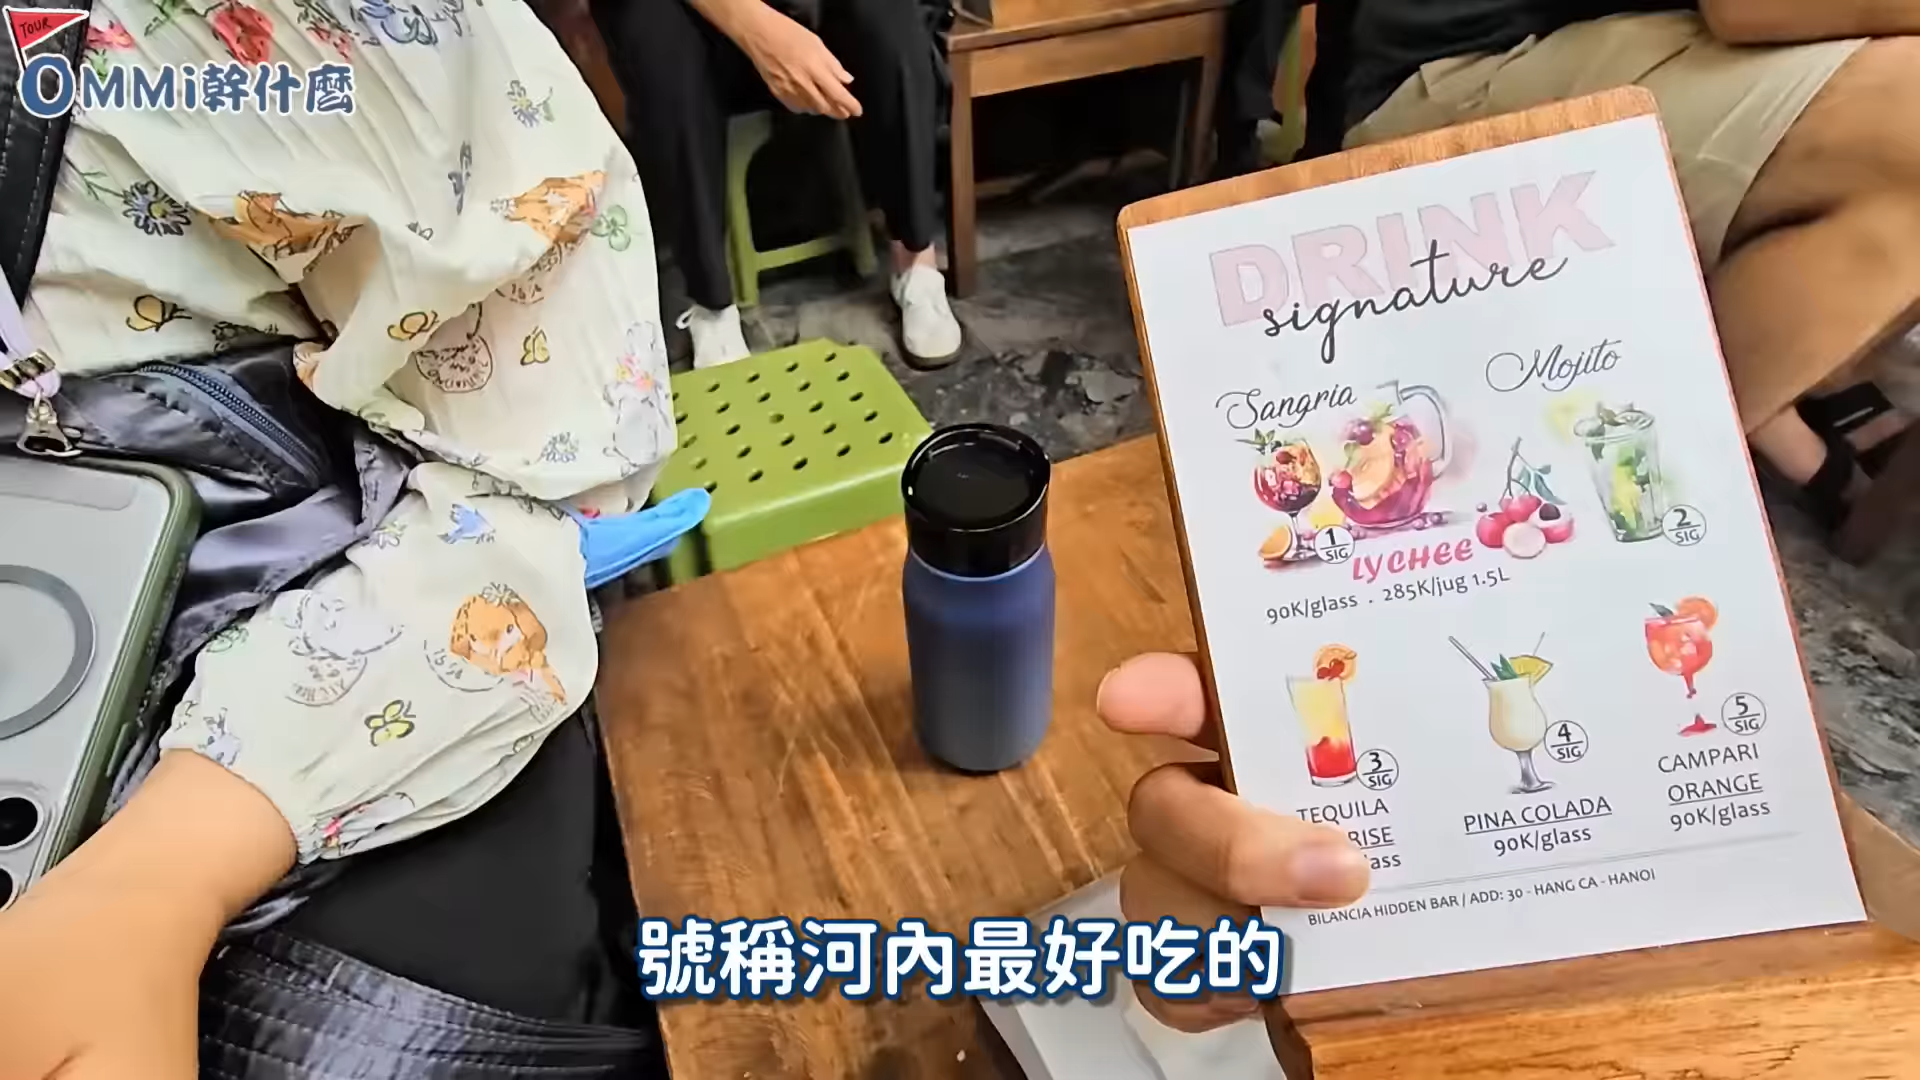 TOUR
OMMi幹什麼
DRINK
signature
Sangria
Mojito
1
SIG
2
SIG
LYCHEE
90K/glass . 285K/jug 1.5L
3
SIG
4
SIG
5
SIG
TEQUILA
RISE
ass
PINA COLADA
90K/glass
CAMPARI
ORANGE
90K/glass
BILANCIA HIDDEN BAR / ADD: 30 - HANG CA - HANOI
號稱河內最好吃的